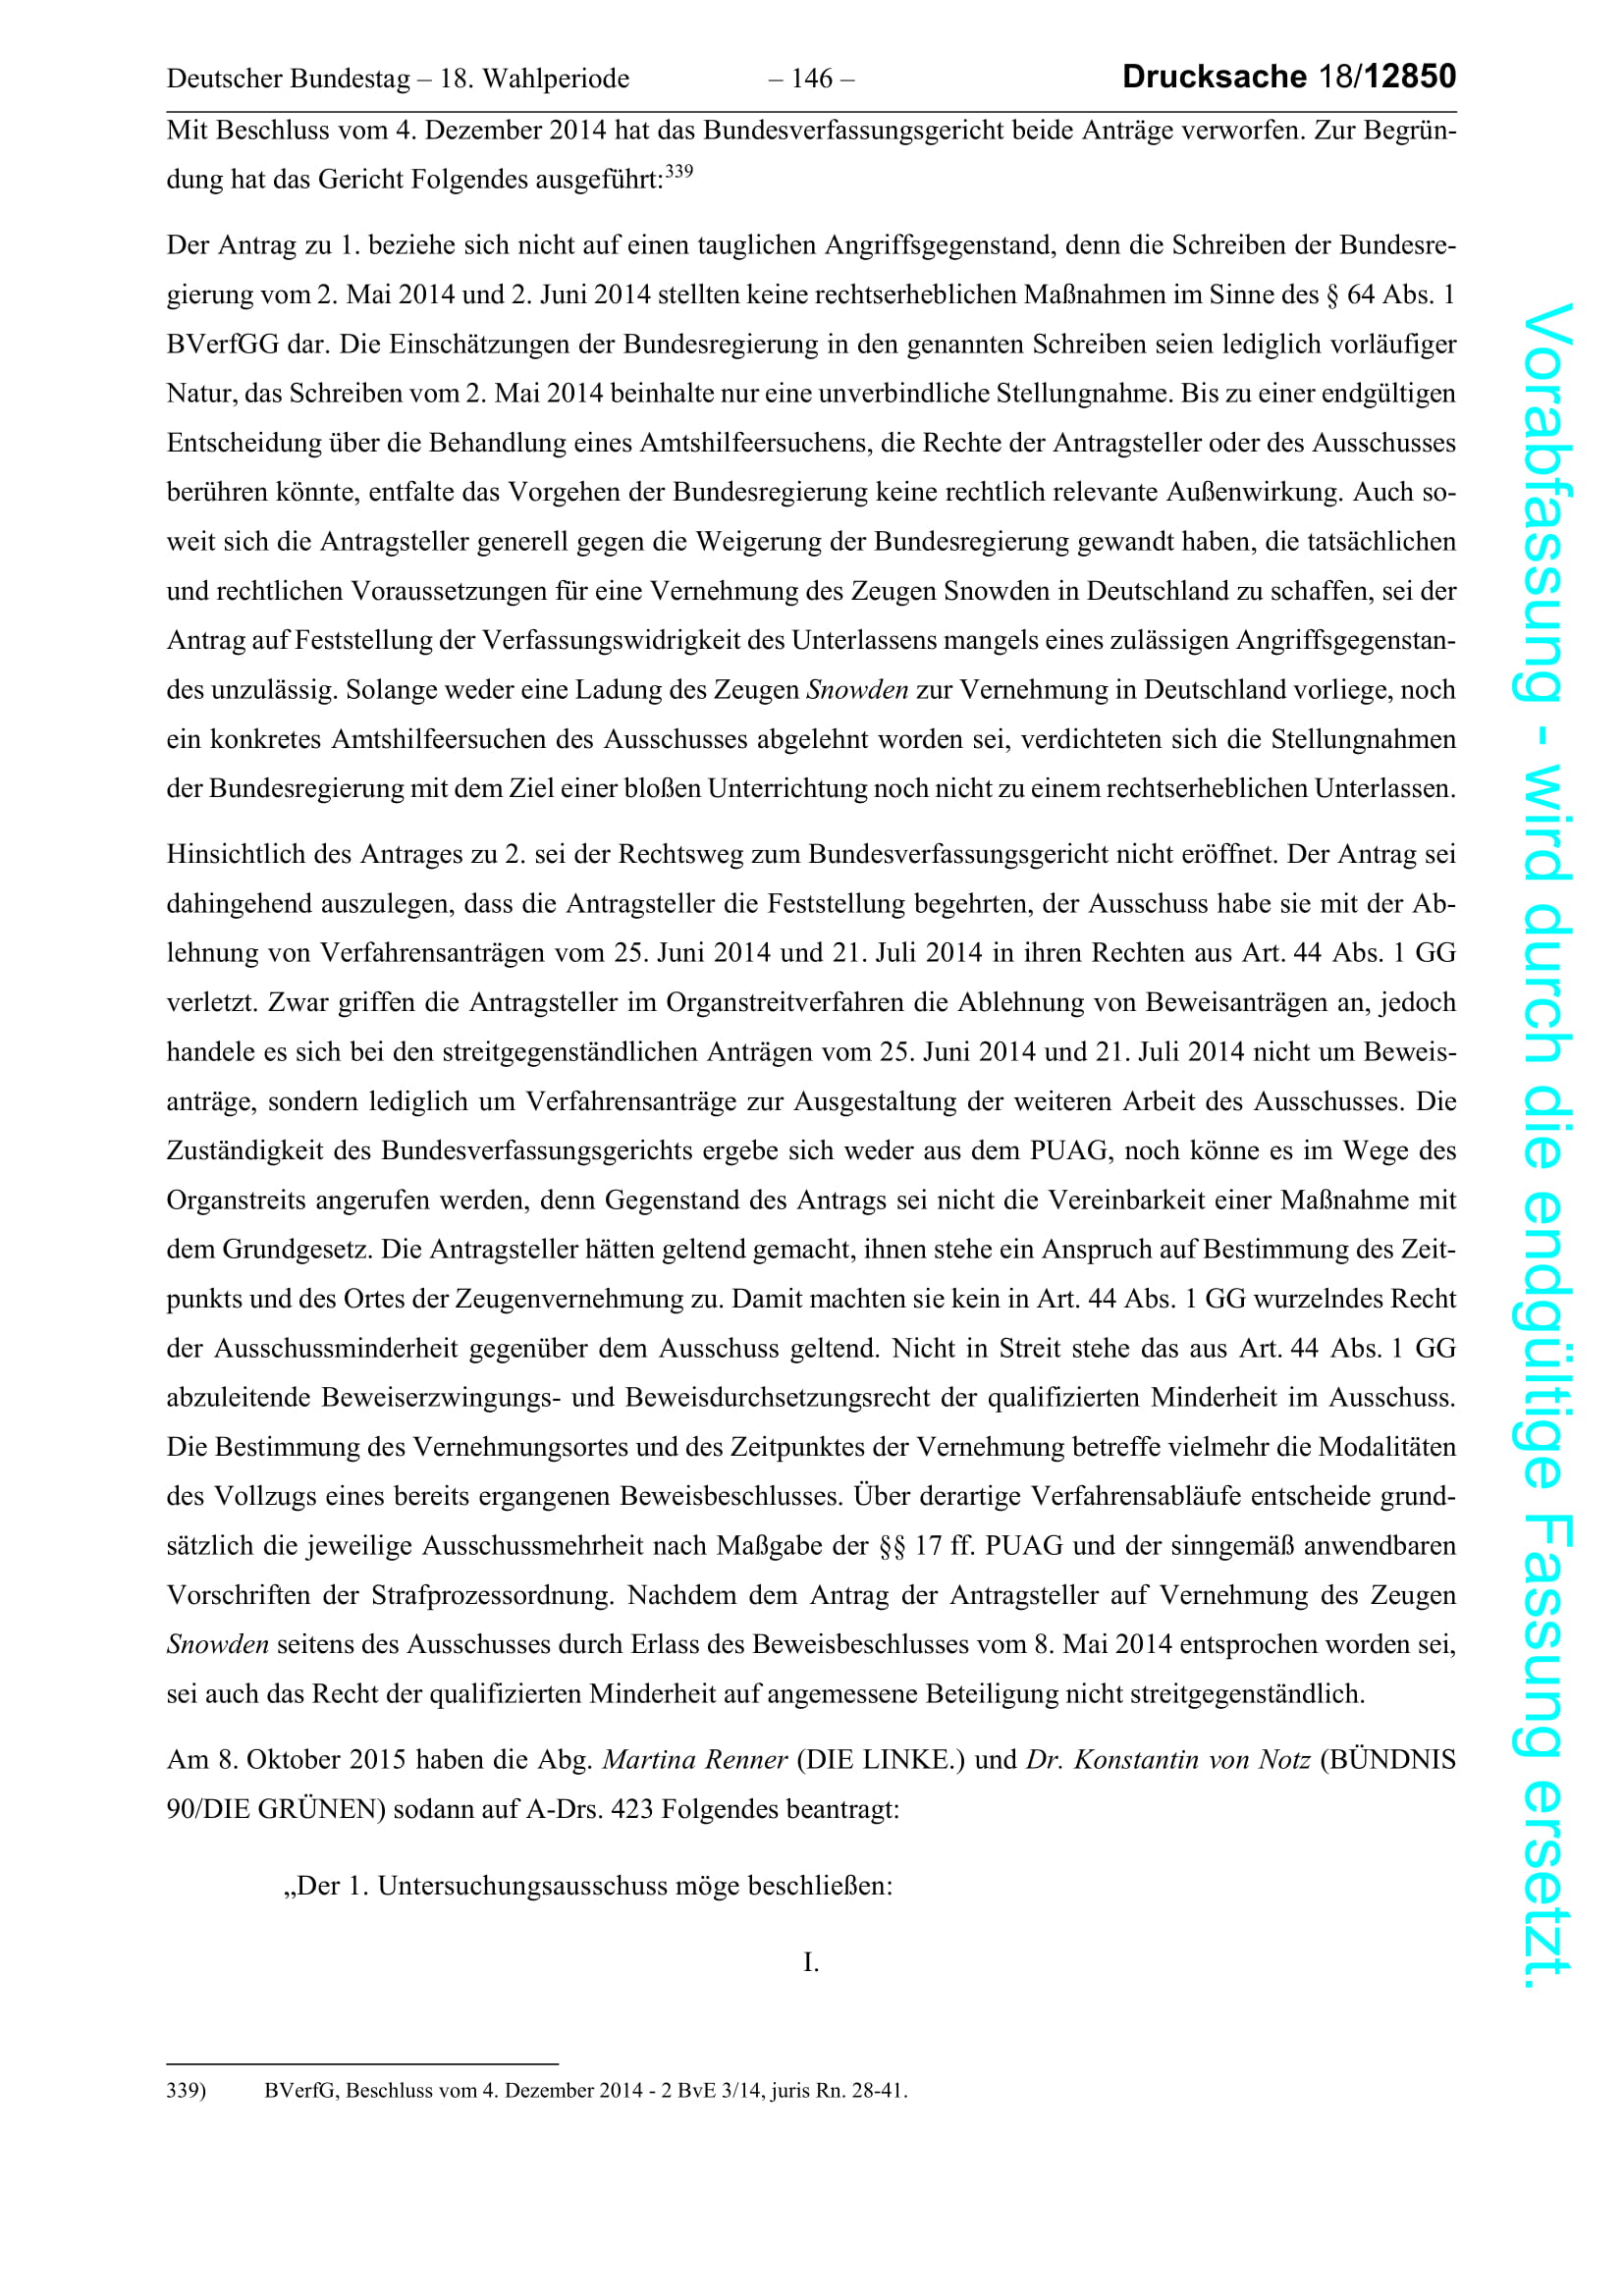 Deutscher Bundestag – 18. Wahlperiode – 146 – Drucksache 18/12850
Mit Beschluss vom 4. Dezember 2014 hat das Bundesverfassungsgericht beide Anträge verworfen. Zur Begrün-
dung hat das Gericht Folgendes ausgeführt:339
Der Antrag zu 1. beziehe sich nicht auf einen tauglichen Angriffsgegenstand, denn die Schreiben der Bundesre-
gierung vom 2. Mai 2014 und 2. Juni 2014 stellten keine rechtserheblichen Maßnahmen im Sinne des § 64 Abs. 1
BVerfGG dar. Die Einschätzungen der Bundesregierung in den genannten Schreiben seien lediglich vorläufiger
Natur, das Schreiben vom 2. Mai 2014 beinhalte nur eine unverbindliche Stellungnahme. Bis zu einer endgültigen
Entscheidung über die Behandlung eines Amtshilfeersuchens, die Rechte der Antragsteller oder des Ausschusses
berühren könnte, entfalte das Vorgehen der Bundesregierung keine rechtlich relevante Außenwirkung. Auch so-
weit sich die Antragsteller generell gegen die Weigerung der Bundesregierung gewandt haben, die tatsächlichen
und rechtlichen Voraussetzungen für eine Vernehmung des Zeugen Snowden in Deutschland zu schaffen, sei der
Antrag auf Feststellung der Verfassungswidrigkeit des Unterlassens mangels eines zulässigen Angriffsgegenstan-
des unzulässig. Solange weder eine Ladung des Zeugen Snowden zur Vernehmung in Deutschland vorliege, noch
ein konkretes Amtshilfeersuchen des Ausschusses abgelehnt worden sei, verdichteten sich die Stellungnahmen
der Bundesregierung mit dem Ziel einer bloßen Unterrichtung noch nicht zu einem rechtserheblichen Unterlassen.
Hinsichtlich des Antrages zu 2. sei der Rechtsweg zum Bundesverfassungsgericht nicht eröffnet. Der Antrag sei
dahingehend auszulegen, dass die Antragsteller die Feststellung begehrten, der Ausschuss habe sie mit der Ab-
lehnung von Verfahrensanträgen vom 25. Juni 2014 und 21. Juli 2014 in ihren Rechten aus Art. 44 Abs. 1 GG
verletzt. Zwar griffen die Antragsteller im Organstreitverfahren die Ablehnung von Beweisanträgen an, jedoch
handele es sich bei den streitgegenständlichen Anträgen vom 25. Juni 2014 und 21. Juli 2014 nicht um Beweis-
anträge, sondern lediglich um Verfahrensanträge zur Ausgestaltung der weiteren Arbeit des Ausschusses. Die
Zuständigkeit des Bundesverfassungsgerichts ergebe sich weder aus dem PUAG, noch könne es im Wege des
Organstreits angerufen werden, denn Gegenstand des Antrags sei nicht die Vereinbarkeit einer Maßnahme mit
dem Grundgesetz. Die Antragsteller hätten geltend gemacht, ihnen stehe ein Anspruch auf Bestimmung des Zeit-
punkts und des Ortes der Zeugenvernehmung zu. Damit machten sie kein in Art. 44 Abs. 1 GG wurzelndes Recht
der Ausschussminderheit gegenüber dem Ausschuss geltend. Nicht in Streit stehe das aus Art. 44 Abs. 1 GG
abzuleitende Beweiserzwingungs- und Beweisdurchsetzungsrecht der qualifizierten Minderheit im Ausschuss.
Die Bestimmung des Vernehmungsortes und des Zeitpunktes der Vernehmung betreffe vielmehr die Modalitäten
des Vollzugs eines bereits ergangenen Beweisbeschlusses. Über derartige Verfahrensabläufe entscheide grund-
sätzlich die jeweilige Ausschussmehrheit nach Maßgabe der §§ 17 ff. PUAG und der sinngemäß anwendbaren
Vorschriften der Strafprozessordnung. Nachdem dem Antrag der Antragsteller auf Vernehmung des Zeugen
Snowden seitens des Ausschusses durch Erlass des Beweisbeschlusses vom 8. Mai 2014 entsprochen worden sei,
sei auch das Recht der qualifizierten Minderheit auf angemessene Beteiligung nicht streitgegenständlich.
Am 8. Oktober 2015 haben die Abg. Martina Renner (DIE LINKE.) und Dr. Konstantin von Notz (BÜNDNIS
90/DIE GRÜNEN) sodann auf A-Drs. 423 Folgendes beantragt:
„Der 1. Untersuchungsausschuss möge beschließen:
I.
339) BVerfG, Beschluss vom 4. Dezember 2014 - 2 BvE 3/14, juris Rn. 28-41.
Vorabfassung - wird durch die endgültige Fassung ersetzt.